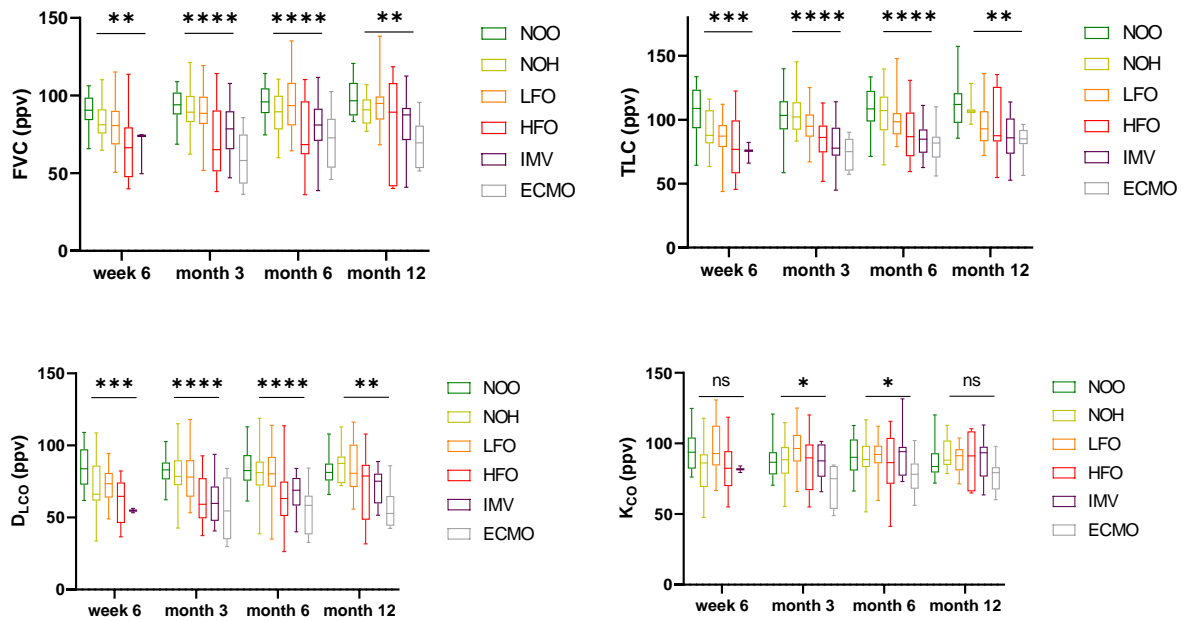 ** **** **** **
FVC (ppv)
150
100
50
0
week 6 month 3 month 6 month 12
NOO
NOH
LFO
HFO
IMV
ECMO
*** **** **** **
TLC (ppv)
150
100
50
0
week 6 month 3 month 6 month 12
NOO
NOH
LFO
HFO
IMV
ECMO
*** **** **** **
DLCO (ppv)
150
100
50
0
week 6 month 3 month 6 month 12
NOO
NOH
LFO
HFO
IMV
ECMO
ns * * ns
KCO (ppv)
150
100
50
0
week 6 month 3 month 6 month 12
NOO
NOH
LFO
HFO
IMV
ECMO